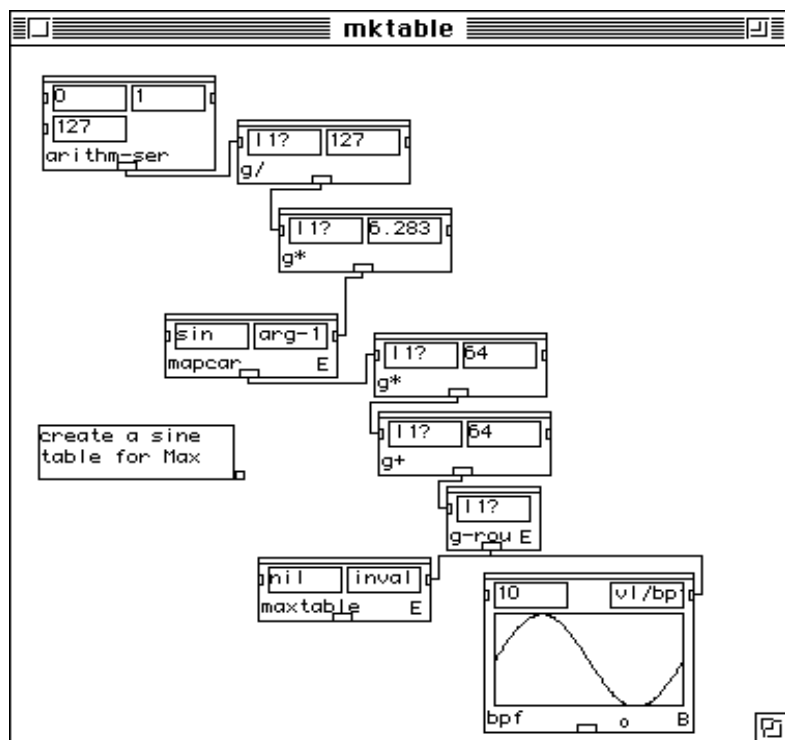 mktable
0 1
127
arithm-ser
l1? 127
g/
l1? 6.283
g*
sin arg-1
mapcar E
l1? 64
g*
create a sine
table for Max
l1? 64
g+
l1?
g-rou E
nil inval
maxtable E
10 vl/bp
bpf o B